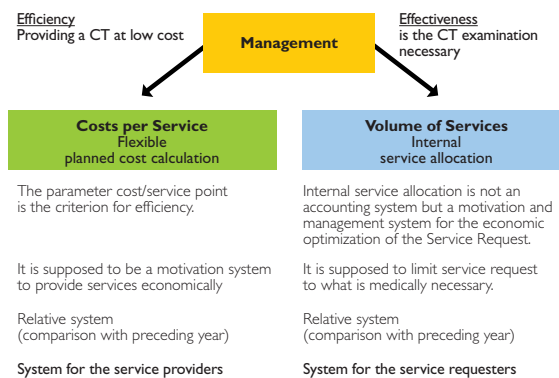 Efficiency
Providing a CT at low cost
Management
Effectiveness
is the CT examination
necessary
Costs per Service
Flexible
planned cost calculation
The parameter cost/service point
is the criterion for efficiency.
It is supposed to be a motivation system
to provide services economically
Relative system
(comparison with preceding year)
System for the service providers
Volume of Services
Internal
service allocation
Internal service allocation is not an
accounting system but a motivation and
management system for the economic
optimization of the Service Request.
It is supposed to limit service request
to what is medically necessary.
Relative system
(comparison with preceding year)
System for the service requesters